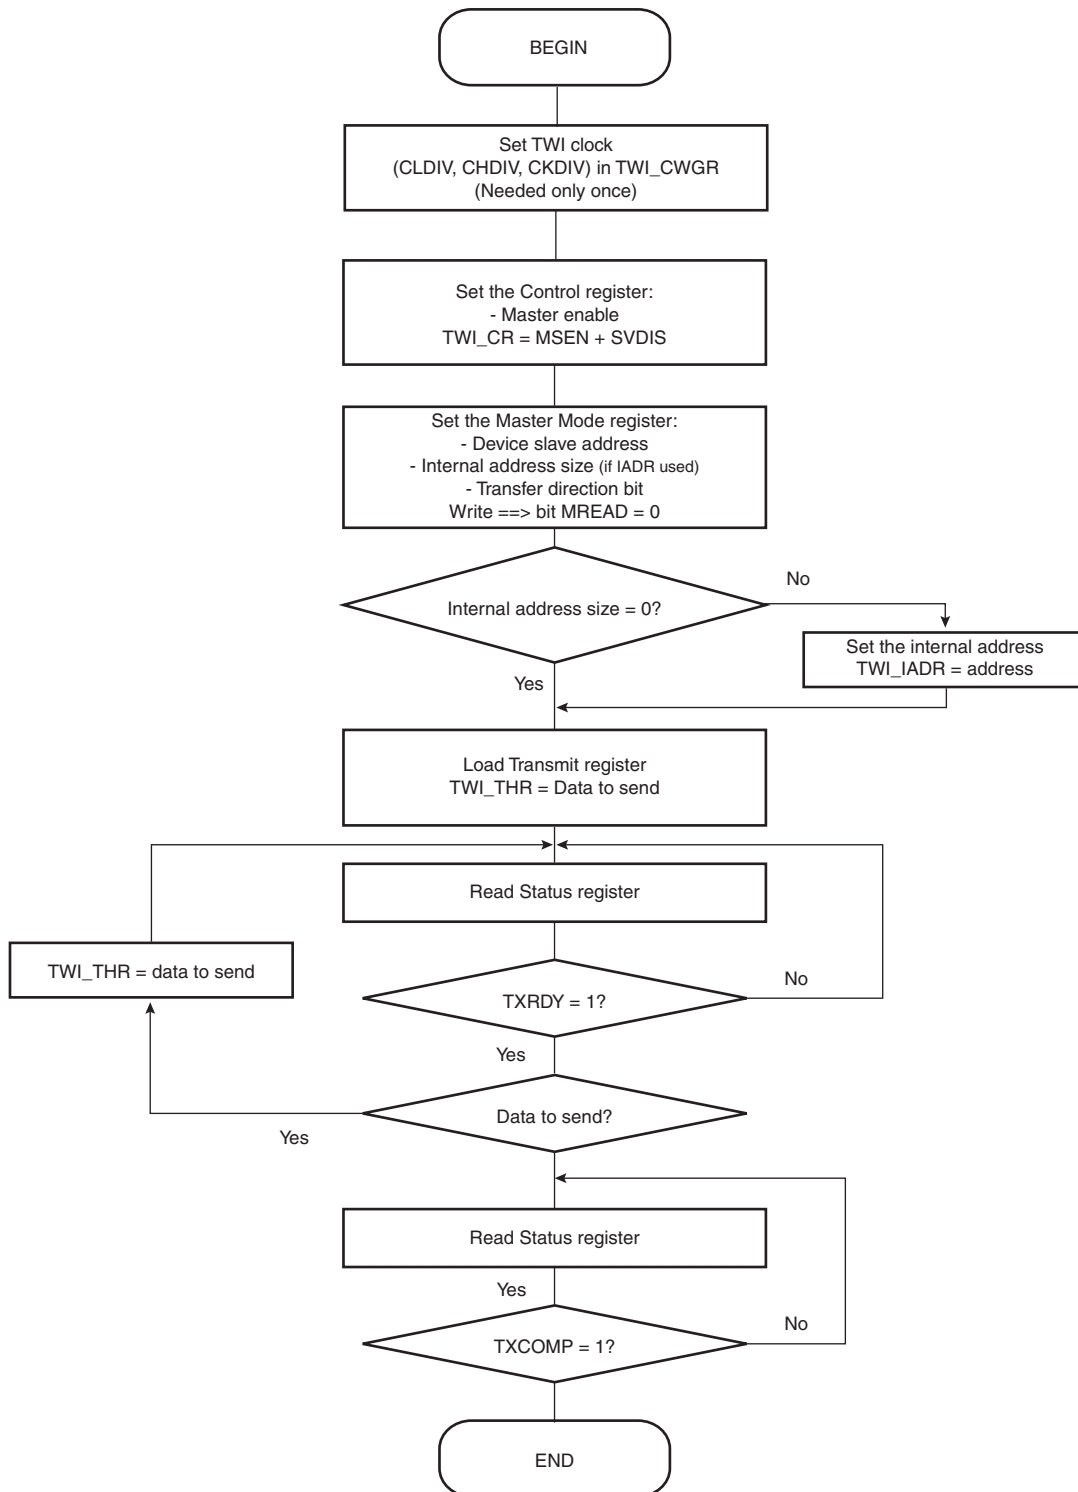 BEGIN
Set TWI clock
(CLDIV, CHDIV, CKDIV) in TWI_CWGR
(Needed only once)
Set the Control register:
- Master enable
TWI_CR = MSEN + SVDIS
Set the Master Mode register:
- Device slave address
- Internal address size (if IADR used)
- Transfer direction bit
Write ==> bit MREAD = 0
No
Internal address size = 0?
Set the internal address
TWI_IADR = address
Yes
Load Transmit register
TWI_THR = Data to send
Read Status register
TWI_THR = data to send
No
TXRDY = 1?
Yes
Data to send?
Yes
Read Status register
Yes
No
TXCOMP = 1?
END